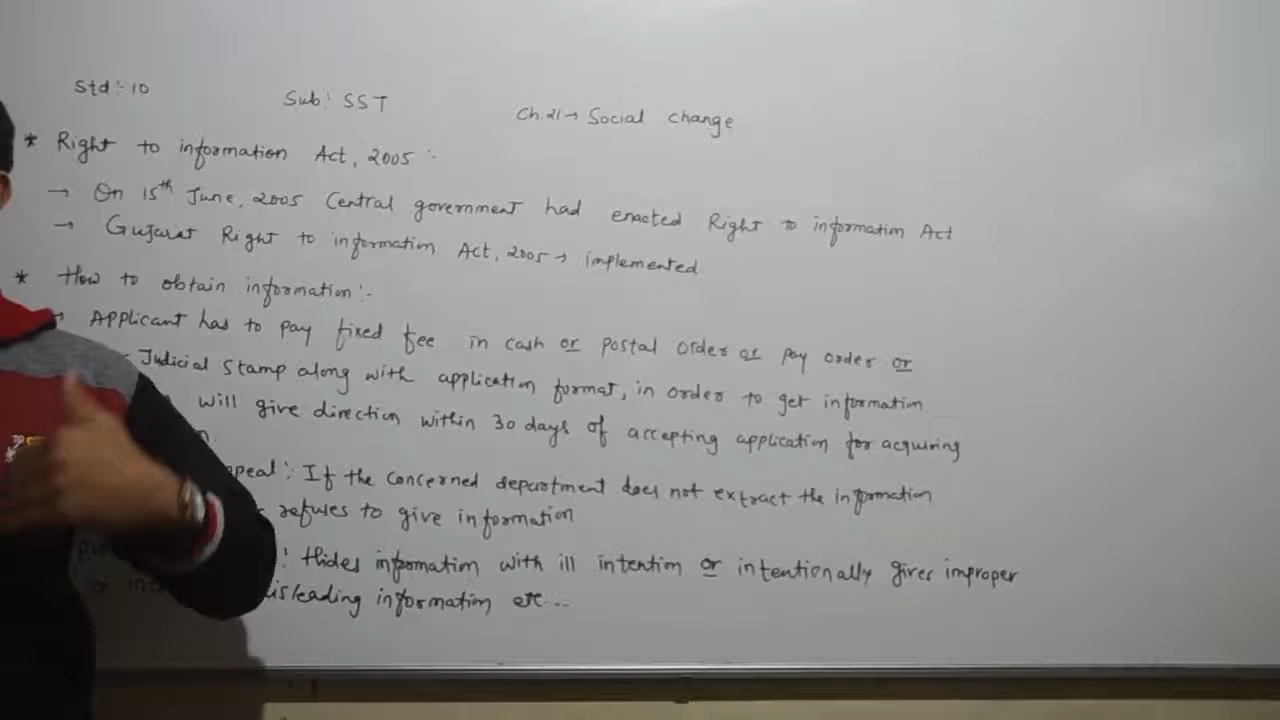 Std:- 10
Sub: SST
Ch.21→ Social change
* Right to information Act, 2005 :-
→ On 15th June, 2005 Central government had enacted Right to information Act
→ Gujarat Right to information Act, 2005 → implemented
* How to obtain information:-
→ Applicant has to pay fixed fee in cash or postal order or pay order or
Judicial stamp along with application format, in order to get information
will give direction within 30 days of accepting application for acquiring
peal: If the concerned department does not extract the information
refuses to give information
: Hides information with ill intention or intentionally gives improper
or isleading information etc...